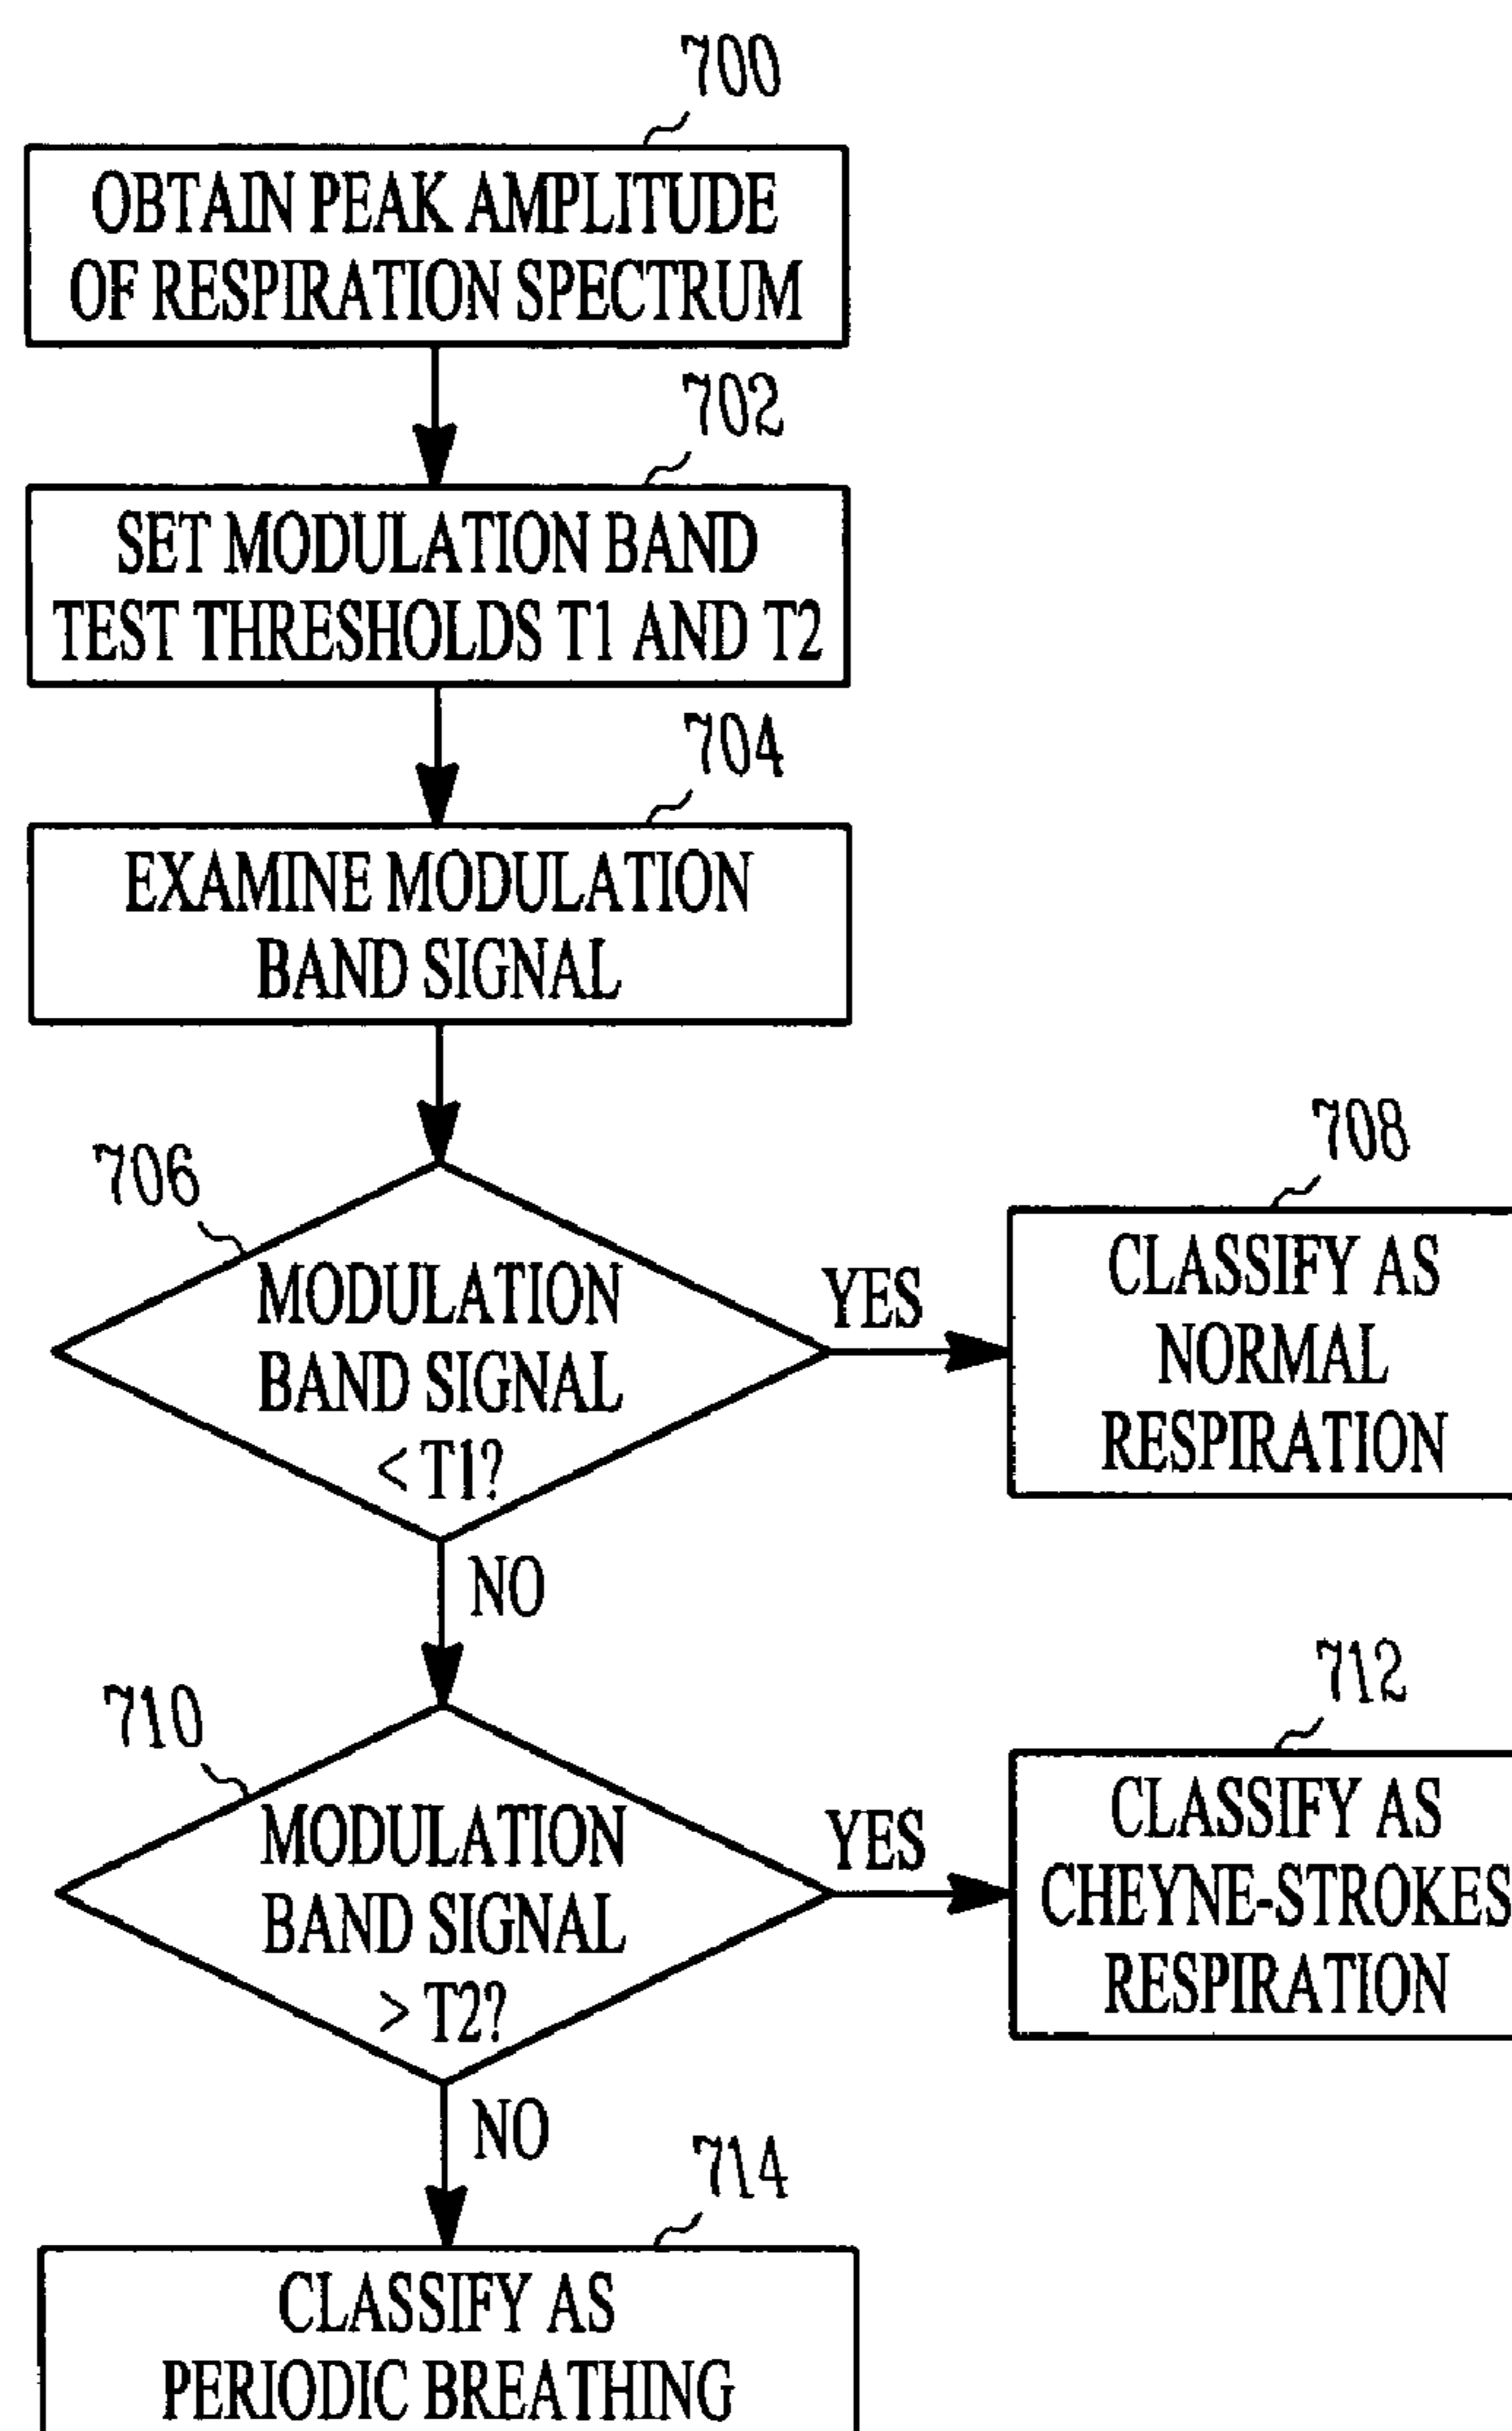 700
OBTAIN PEAK AMPLITUDE
OF RESPIRATION SPECTRUM
702
SET MODULATION BAND
TEST THRESHOLDS T1 AND T2
704
EXAMINE MODULATION
BAND SIGNAL
706
MODULATION
BAND SIGNAL
< T1?
YES
708
CLASSIFY AS
NORMAL
RESPIRATION
NO
710
MODULATION
BAND SIGNAL
> T2?
YES
712
CLASSIFY AS
CHEYNE-STROKES
RESPIRATION
NO
714
CLASSIFY AS
PERIODIC BREATHING